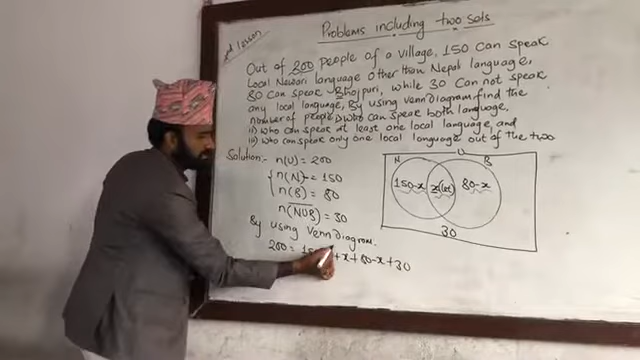 Problems including two sets
2nd lesson
Out of 200 people of a village, 150 can speak
Local Newari language other than Nepali language,
80 can speak Bhojpuri, while 30 can not speak
any local language, By using venn diagram find the
number of people i) who can speak both language,
ii) who can speak at least one local language, and
iii) who can speak only one local language out of the two
Solution:- n(U) = 200
n(N) = 150
n(B) = 80
n(N∪B) = 30
By using Venn diagram.
200 = 15 + x + 80-x + 30
U
N B
150-x x(let) 80-x
30